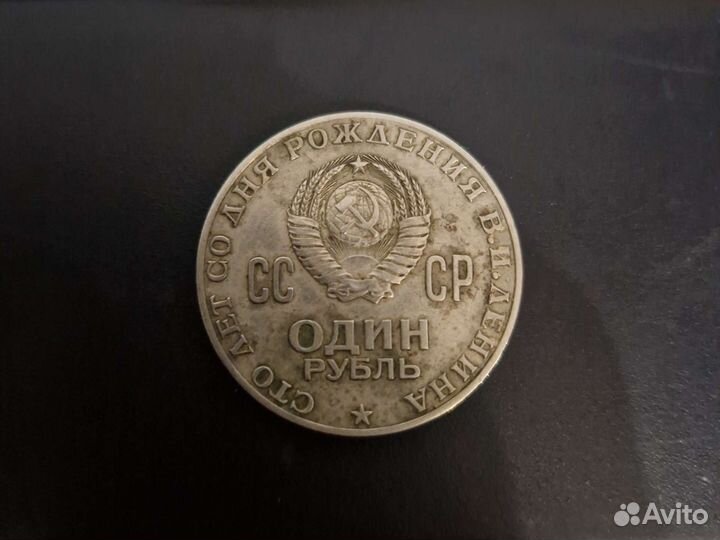 СТО ЛЕТ СО ДНЯ РОЖДЕНИЯ В.И.ЛЕНИНА
СС СР
ОДИН
РУБЛЬ
Avito